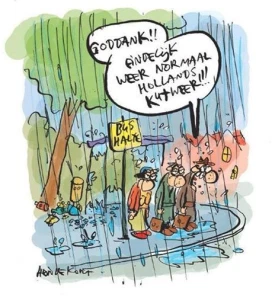 GODDANK!!
EINDELIJK
WEER NORMAAL
HOLLANDS
KUTWEER!!!...
BUS
HALTE